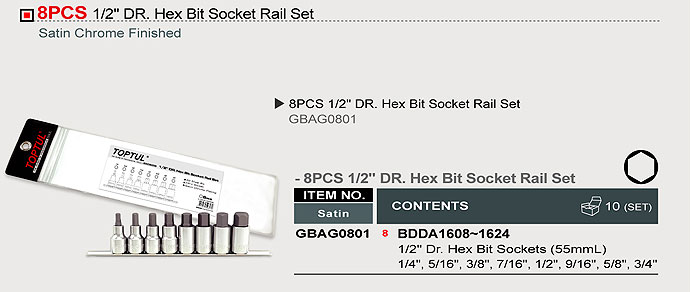 8PCS 1/2" DR. Hex Bit Socket Rail Set
Satin Chrome Finished
8PCS 1/2" DR. Hex Bit Socket Rail Set
GBAG0801
TOPTUL
TOPTUL
- 8PCS 1/2" DR. Hex Bit Socket Rail Set
ITEM NO.
Satin
CONTENTS
10 (SET)
GBAG0801
8 BDDA1608~1624
1/2" Dr. Hex Bit Sockets (55mmL)
1/4", 5/16", 3/8", 7/16", 1/2", 9/16", 5/8", 3/4"